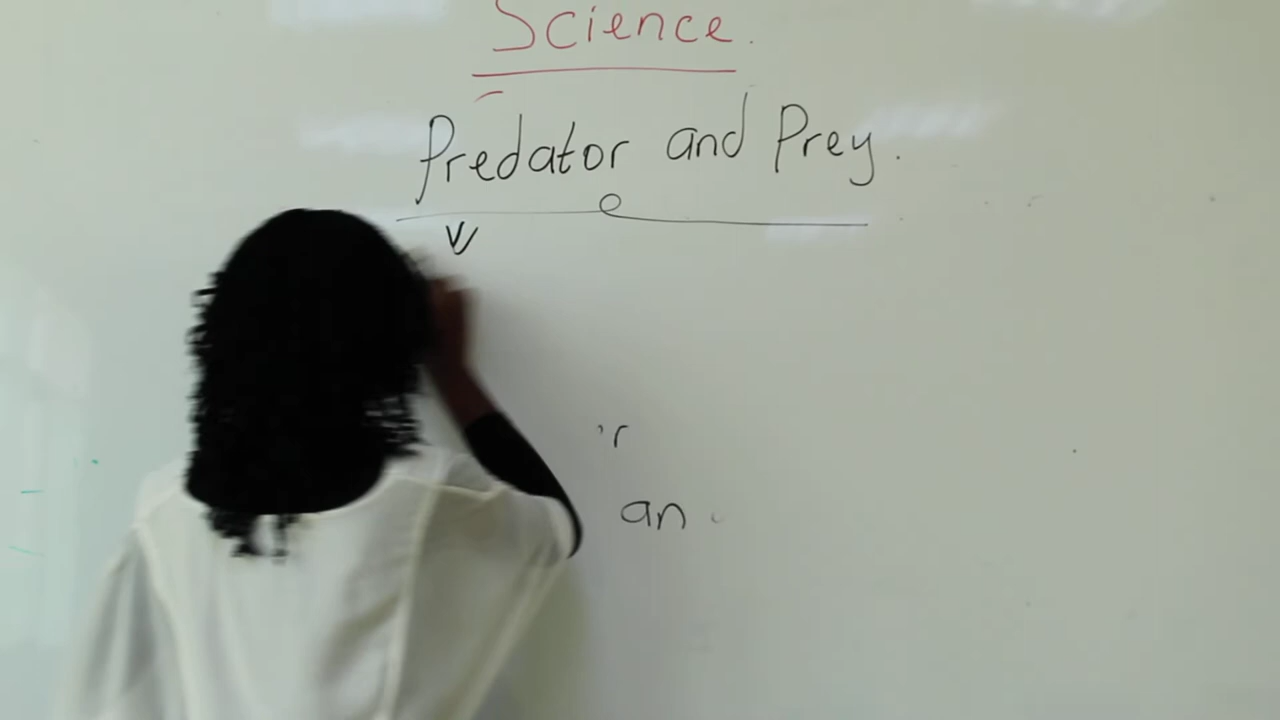 Science.
Predator and Prey.
r
an